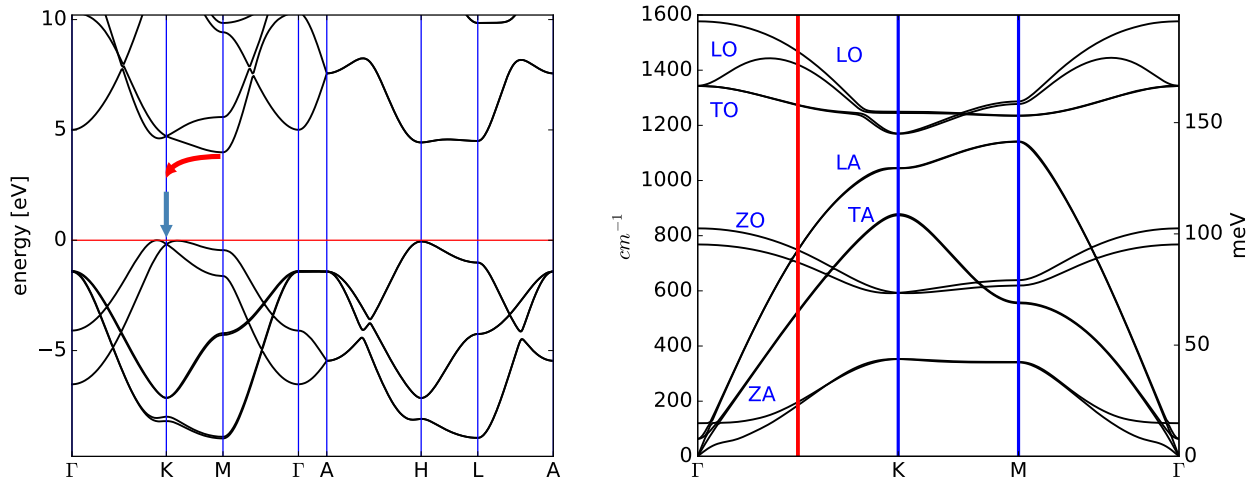 10
5
0
−5
energy [eV]
Γ K M Γ A H L A
1600
1400
1200
1000
800
600
400
200
0
cm⁻¹
LO
LO
TO
LA
TA
ZO
ZA
150
100
50
0
meV
Γ K M Γ